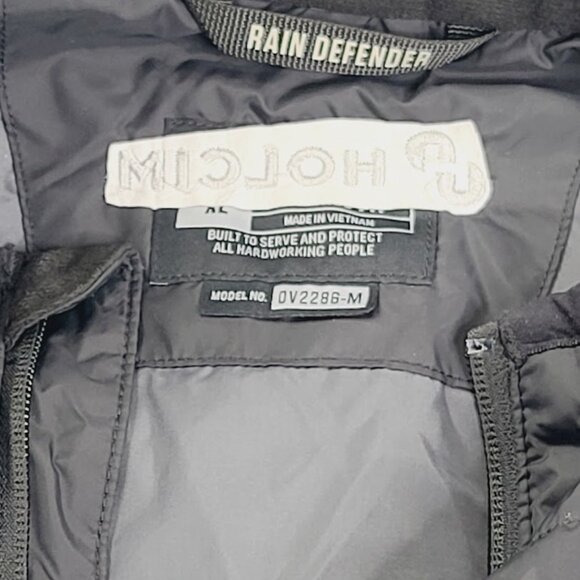 RAIN DEFENDER
HOLCIM
XL
MADE IN VIETNAM
BUILT TO SERVE AND PROTECT
ALL HARDWORKING PEOPLE
MODEL NO. OV2286-M